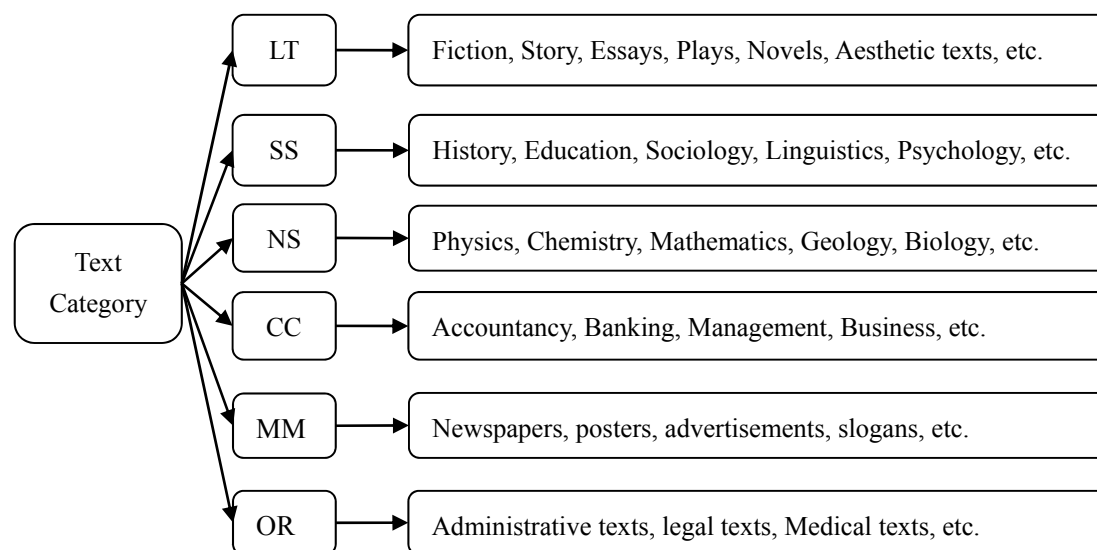 LT
Fiction, Story, Essays, Plays, Novels, Aesthetic texts, etc.
SS
History, Education, Sociology, Linguistics, Psychology, etc.
NS
Physics, Chemistry, Mathematics, Geology, Biology, etc.
Text
Category
CC
Accountancy, Banking, Management, Business, etc.
MM
Newspapers, posters, advertisements, slogans, etc.
OR
Administrative texts, legal texts, Medical texts, etc.